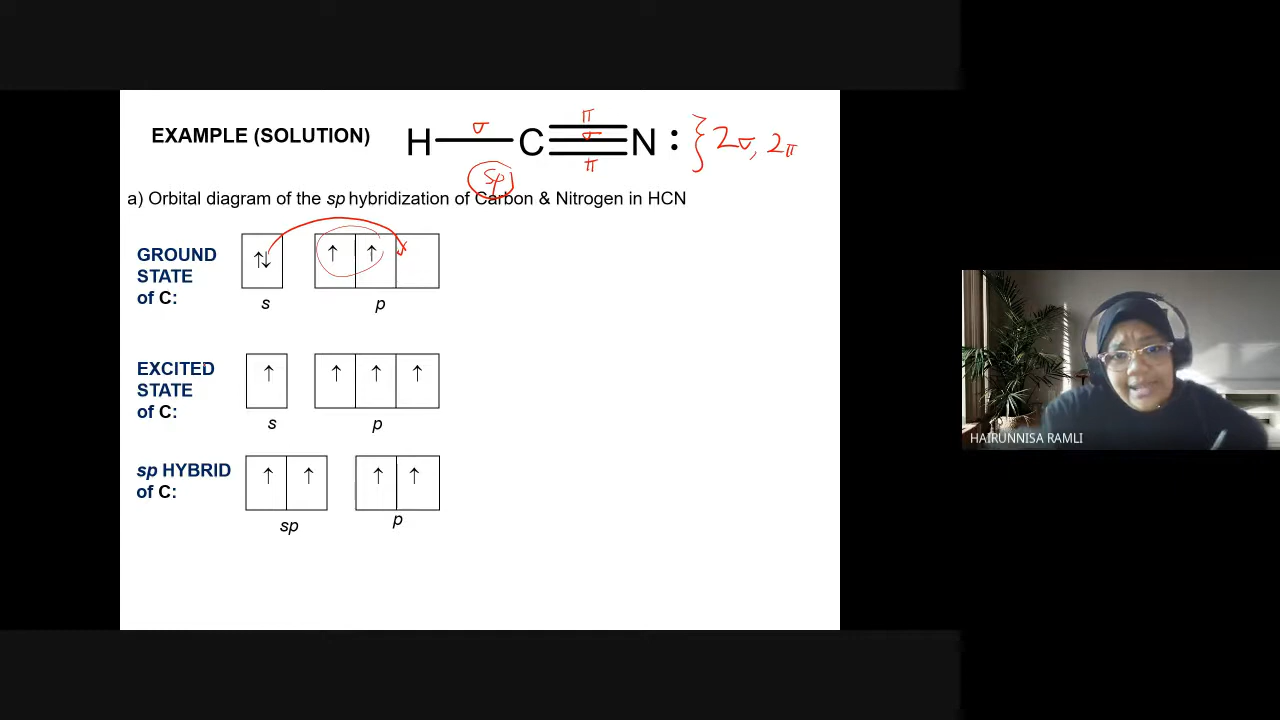 EXAMPLE (SOLUTION)
π
σ σ
H C N : } 2σ, 2π
π
sp
a) Orbital diagram of the sp hybridization of Carbon & Nitrogen in HCN
GROUND
STATE
of C:
↑↓ ↑ ↑
s p
EXCITED
STATE
of C:
↑ ↑ ↑ ↑
s p
sp HYBRID
of C:
↑ ↑ ↑ ↑
sp p
HAIRUNNISA RAMLI